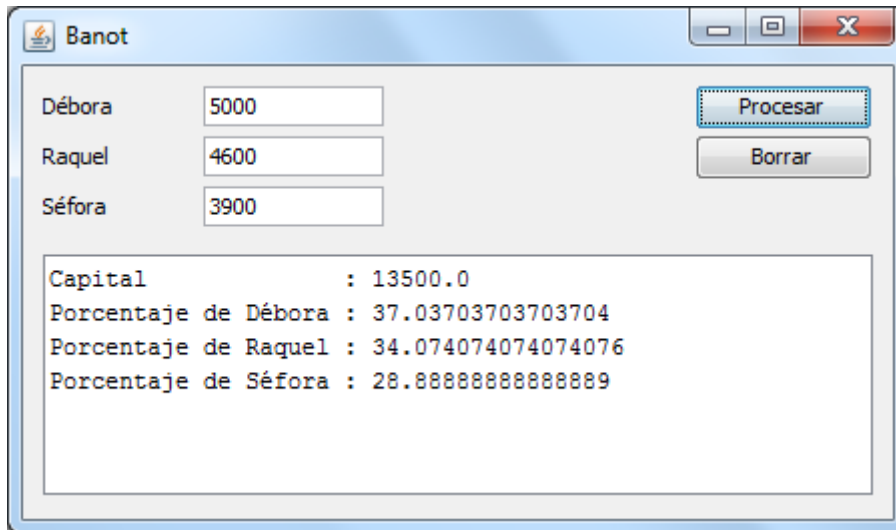 Banot
Débora 5000 Procesar
Raquel 4600 Borrar
Séfora 3900
Capital : 13500.0
Porcentaje de Débora : 37.03703703703704
Porcentaje de Raquel : 34.074074074074076
Porcentaje de Séfora : 28.88888888888889